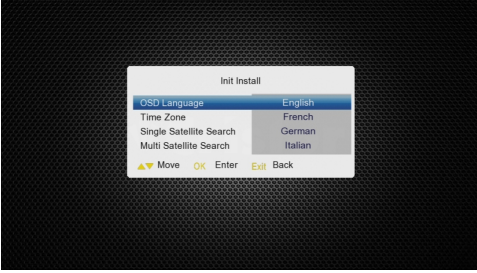 Init Install
OSD Language English
Time Zone French
Single Satellite Search German
Multi Satellite Search Italian
Move OK Enter Exit Back